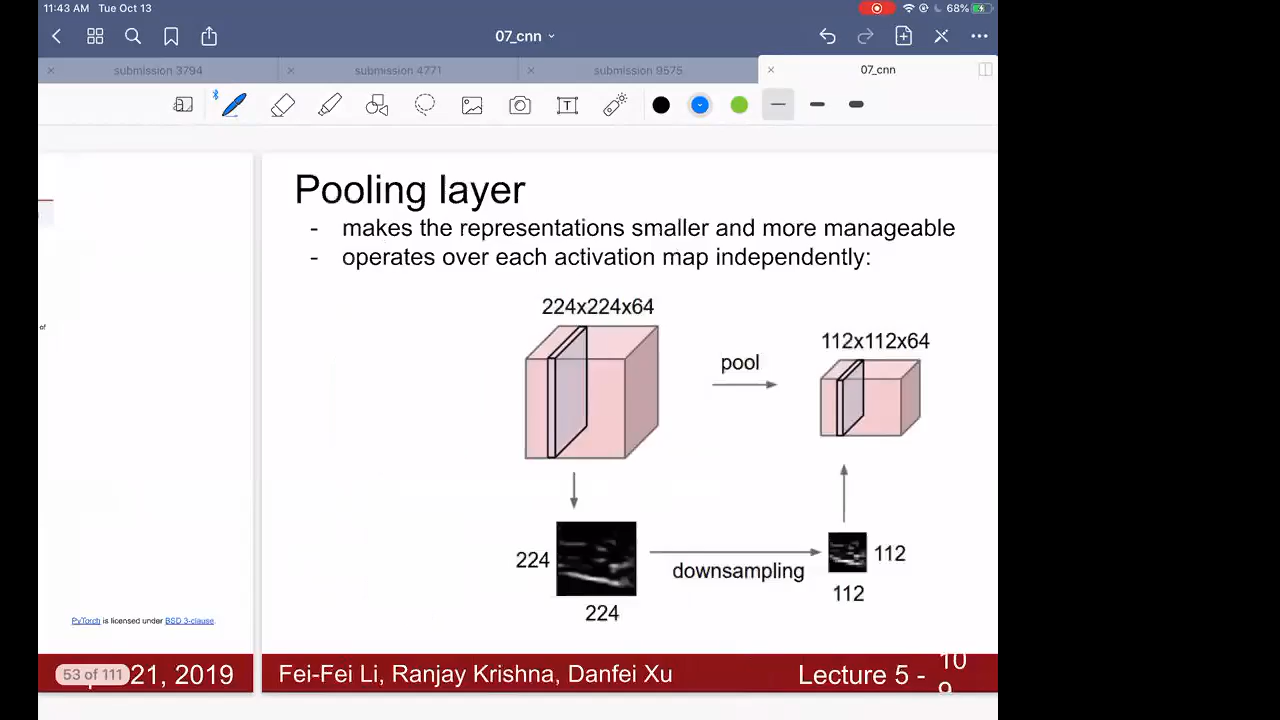 11:43 AM Tue Oct 13
68%
07_cnn
submission 3794
submission 4771
submission 9575
07_cnn
T
Pooling layer
- makes the representations smaller and more manageable
- operates over each activation map independently:
224x224x64
112x112x64
pool
of
224
112
downsampling
112
224
PyTorch is licensed under BSD 3-clause.
53 of 111
21, 2019
Fei-Fei Li, Ranjay Krishna, Danfei Xu
Lecture 5 - 10
9